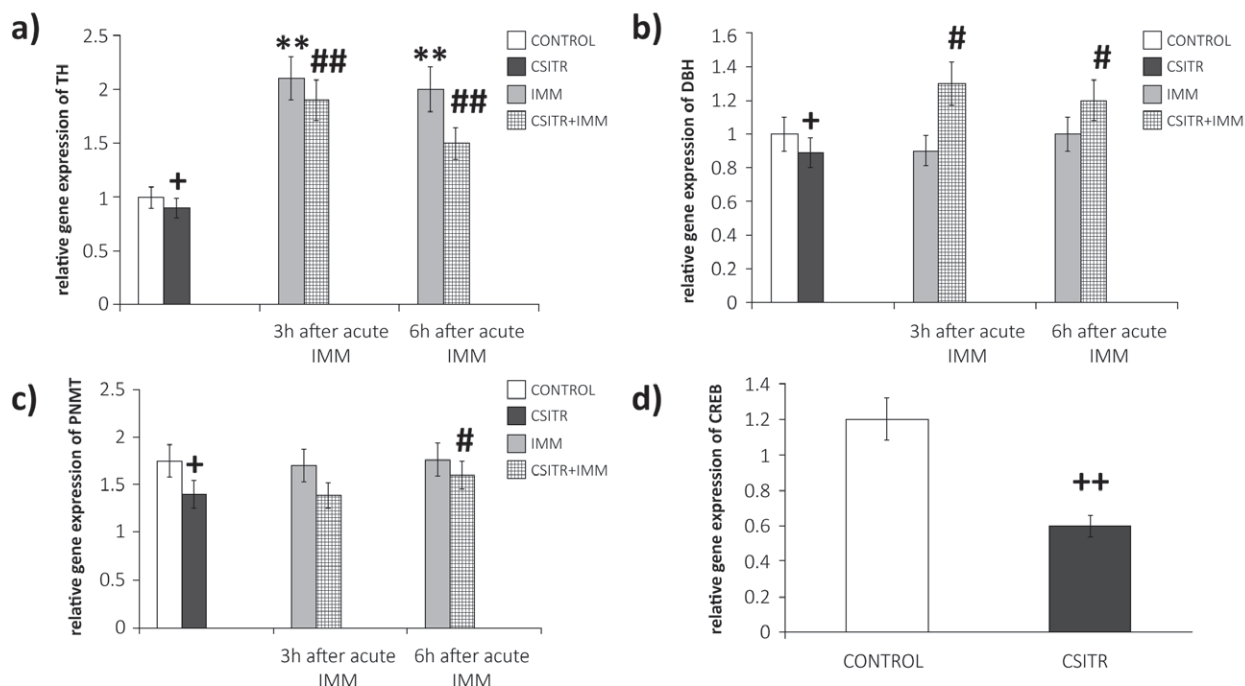 a)
relative gene expression of TH
2.5
2
1.5
1
0.5
0
+
**
##
**
##
3h after acute
IMM
6h after acute
IMM
CONTROL
CSITR
IMM
CSITR+IMM
b)
relative gene expression of DBH
1.6
1.4
1.2
1
0.8
0.6
0.4
0.2
0
+
#
#
3h after acute
IMM
6h after acute
IMM
CONTROL
CSITR
IMM
CSITR+IMM
c)
relative gene expression of PNMT
2.5
2
1.5
1
0.5
0
+
#
3h after acute
IMM
6h after acute
IMM
CONTROL
CSITR
IMM
CSITR+IMM
d)
relative gene expression of CREB
1.4
1.2
1
0.8
0.6
0.4
0.2
0
++
CONTROL
CSITR